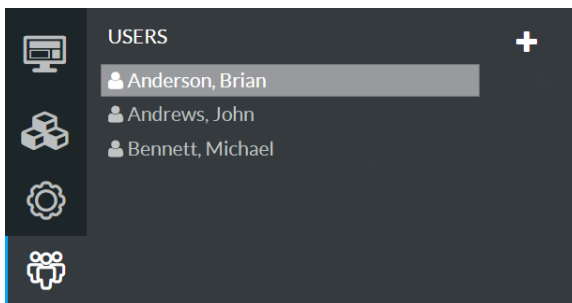 USERS
Anderson, Brian
Andrews, John
Bennett, Michael